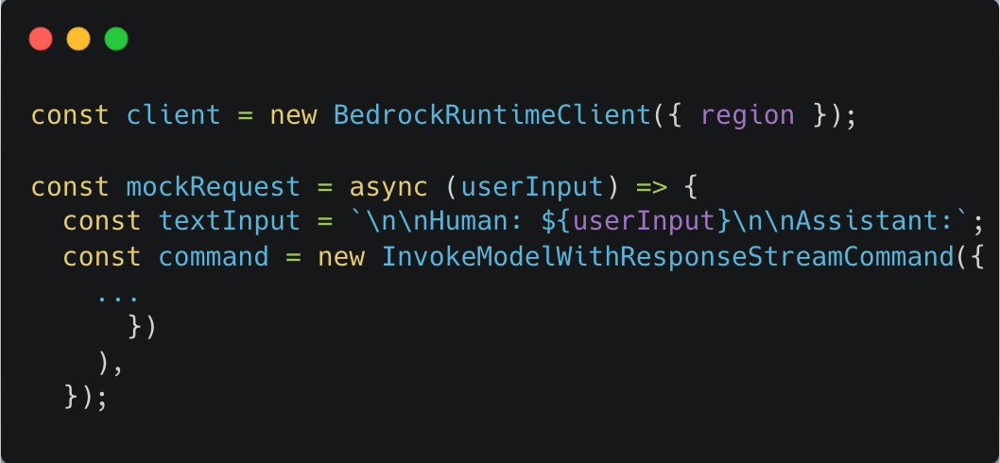 const client = new BedrockRuntimeClient({ region });
const mockRequest = async (userInput) => {
const textInput = `\n\nHuman: ${userInput}\n\nAssistant:`;
const command = new InvokeModelWithResponseStreamCommand({
...
})
),
});